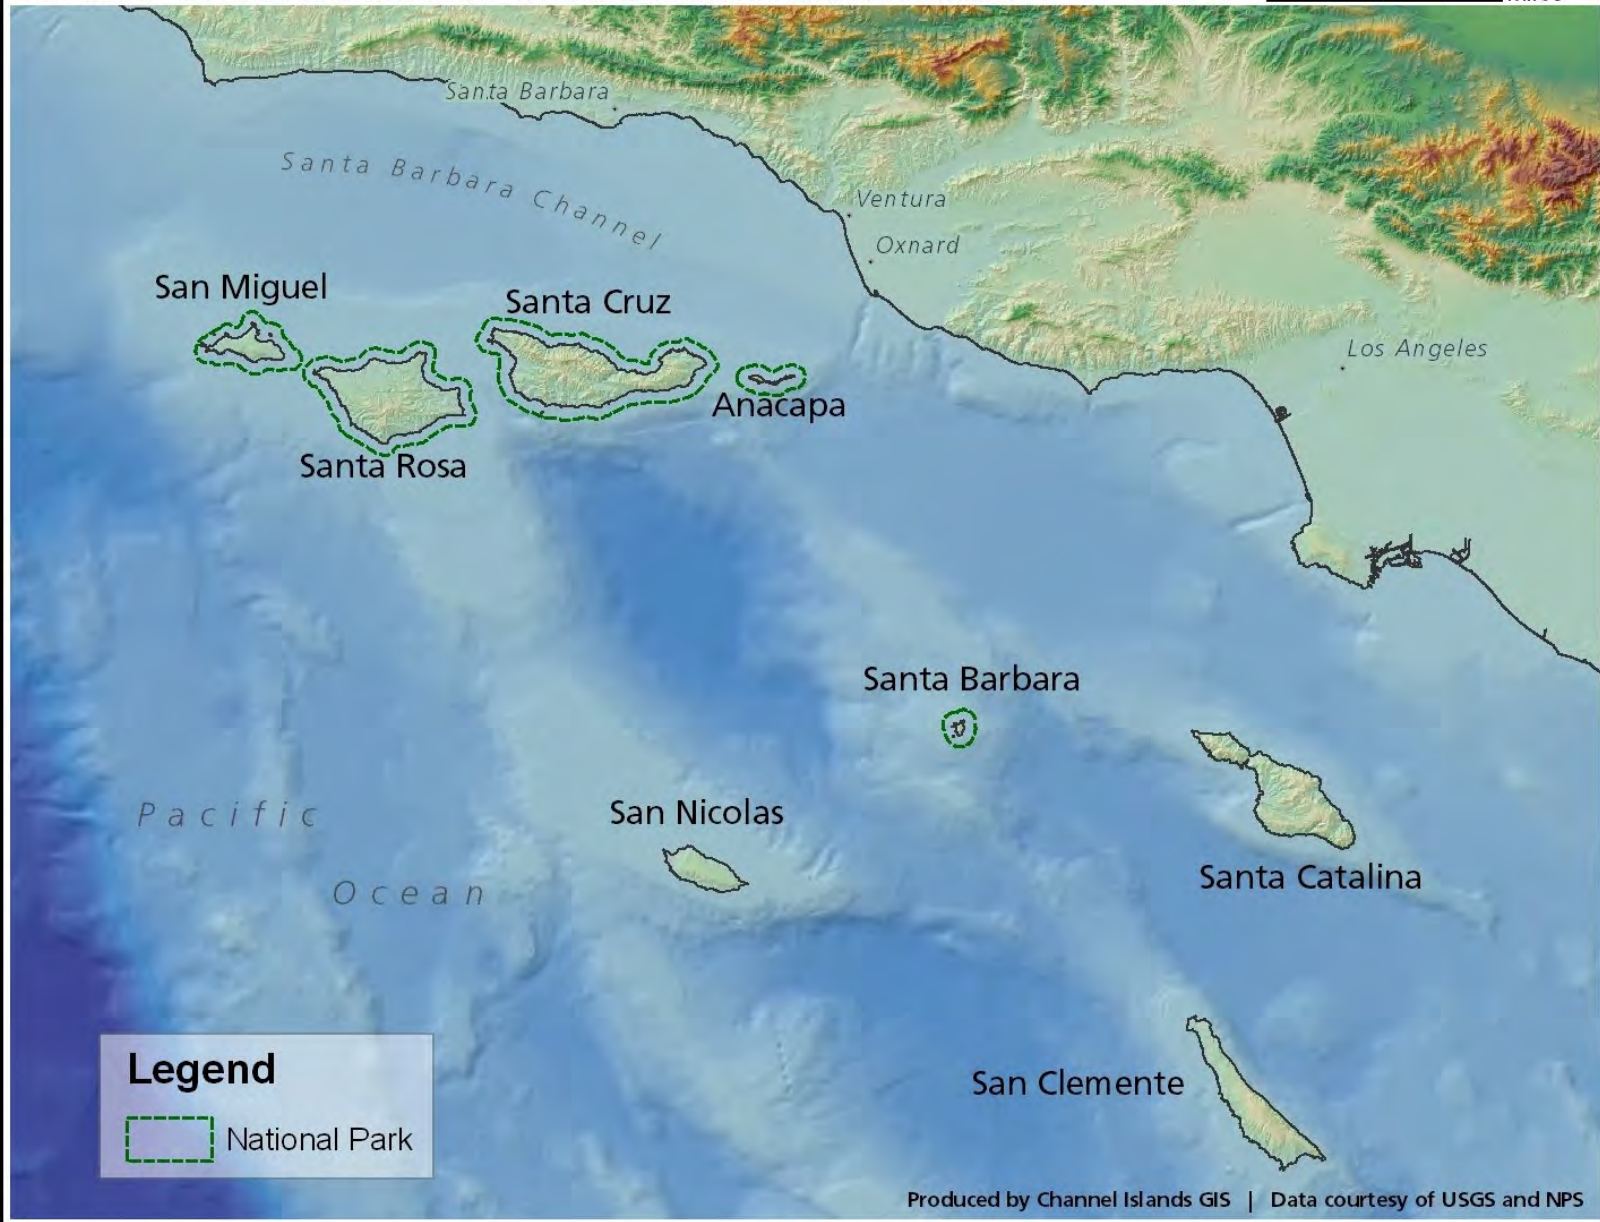 Santa Barbara
Santa Barbara Channel
Ventura
Oxnard
San Miguel
Santa Cruz
Los Angeles
Anacapa
Santa Rosa
Santa Barbara
San Nicolas
Pacific
Ocean
Santa Catalina
San Clemente
Legend
National Park
Produced by Channel Islands GIS | Data courtesy of USGS and NPS